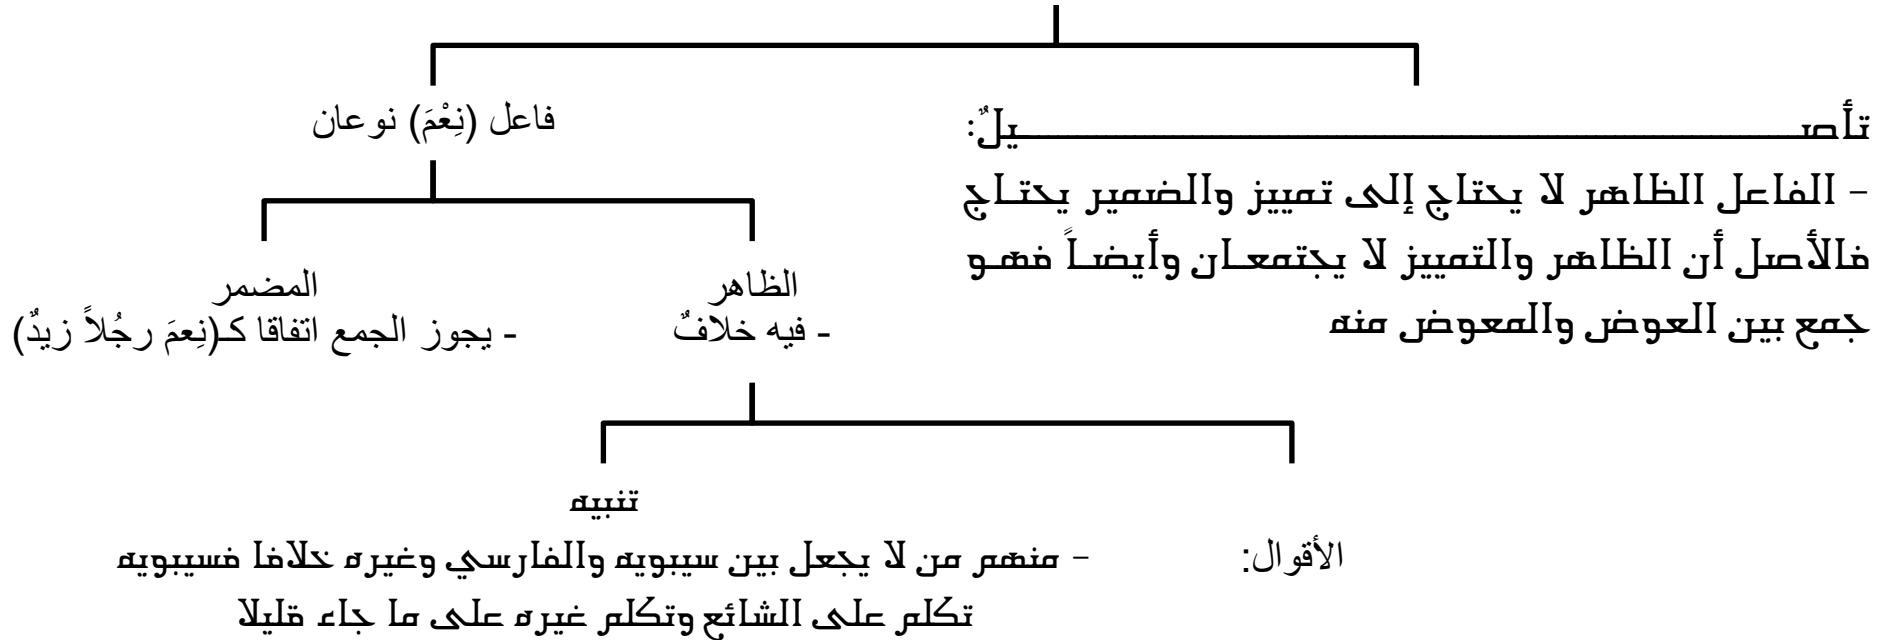 تأصيلٌ:
- الفاعل الظاهر لا يحتاج إلى تمييز والضمير يحتاج
فالأصل أن الظاهر والتمييز لا يجتمعان وأيضاً فهو
جمع بين العوض والمعوض منه
فاعل (نِعْمَ) نوعان
الظاهر
- فيه خلافٌ
المضمر
- يجوز الجمع اتفاقا كـ(نِعمَ رجُلاً زيدٌ)
الأقوال:
تنبيه
- منهم من لا يجعل بين سيبويه والفارسي وغيره خلافا فسيبويه
تكلم على الشائع وتكلم غيره على ما جاء قليلا